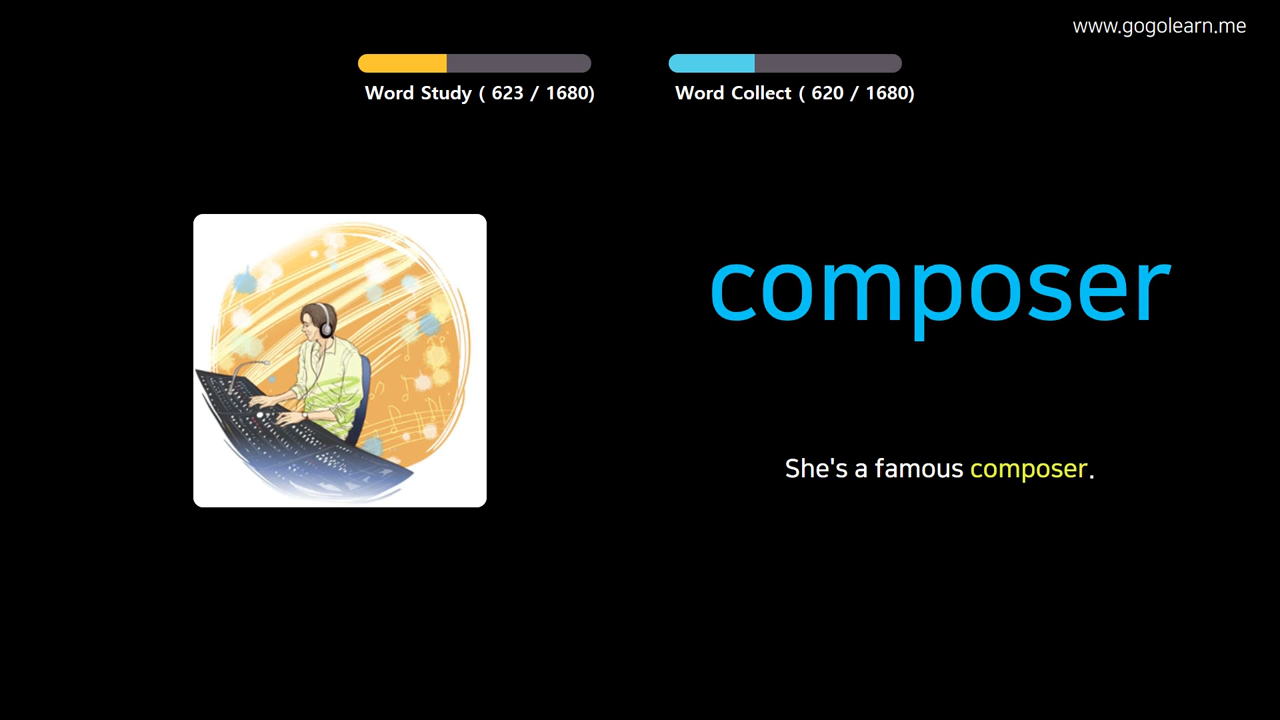 www.gogolearn.me
Word Study ( 623 / 1680)
Word Collect ( 620 / 1680)
composer
She's a famous composer.